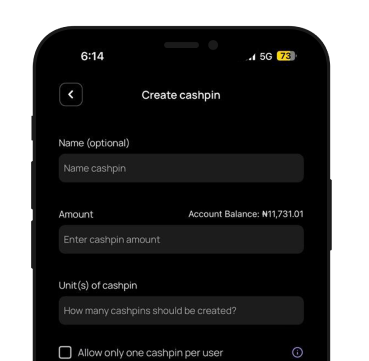 6:14
5G 73
Create cashpin
Name (optional)
Name cashpin
Amount Account Balance: ₦11,731.01
Enter cashpin amount
Unit(s) of cashpin
How many cashpins should be created?
Allow only one cashpin per user